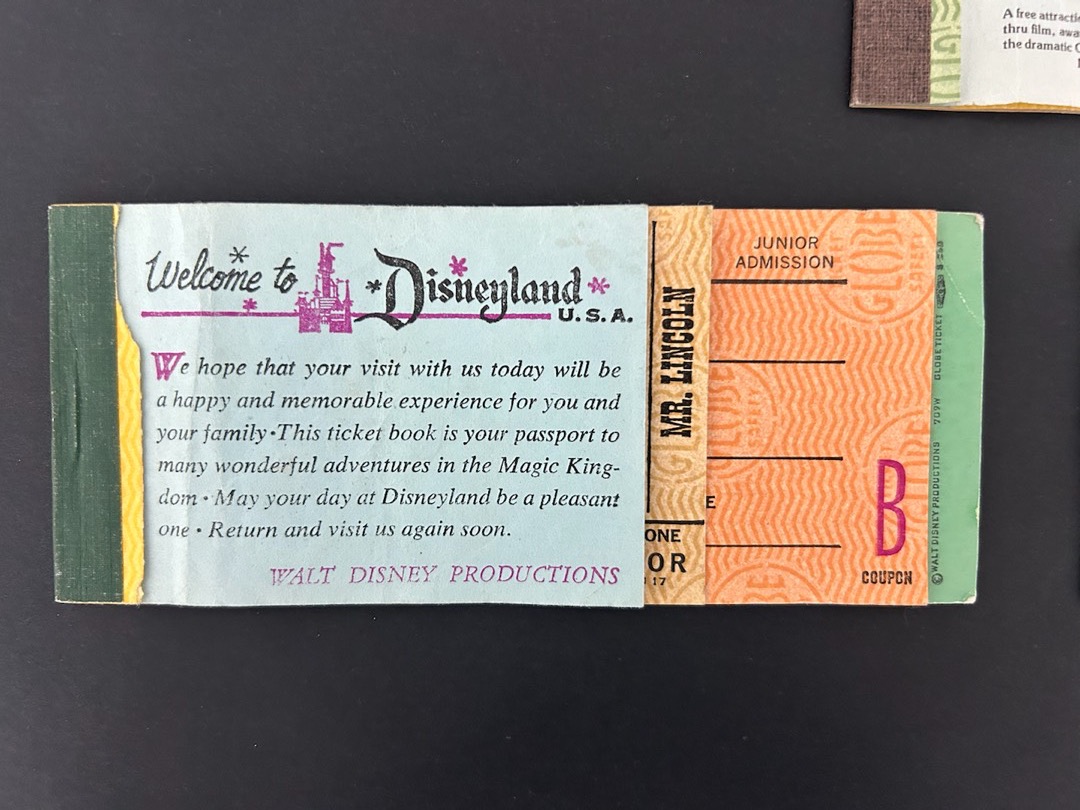 A free attracti
thru film, awa
the dramatic
Welcome to Disneyland
U.S.A.
We hope that your visit with us today will be
a happy and memorable experience for you and
your family • This ticket book is your passport to
many wonderful adventures in the Magic King-
dom • May your day at Disneyland be a pleasant
one • Return and visit us again soon.
WALT DISNEY PRODUCTIONS
MR. LINCOLN
ONE
OR
17
JUNIOR
ADMISSION
E
B
COUPON
GLOBE
© WALT DISNEY PRODUCTIONS 709W GLOBE TICKET